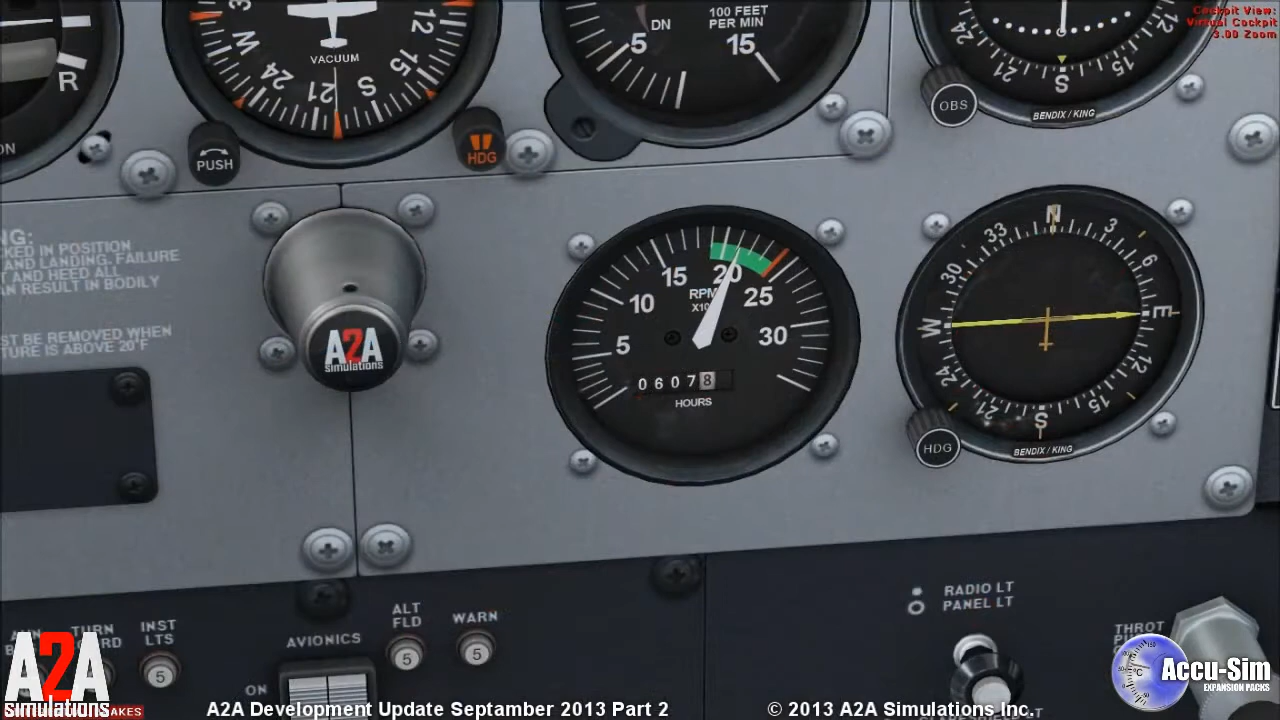 Cockpit View:
Virtual Cockpit
3.00 Zoom
R
W
24
21
S
15
12
VACUUM
PUSH
HDG
DN
100 FEET
PER MIN
5
15
24
21
S
15
12
OBS
BENDIX/KING
NG:
KED IN POSITION
AND LANDING. FAILURE
T AND HEED ALL
AN RESULT IN BODILY
ST BE REMOVED WHEN
TURE IS ABOVE 20°F
A2A
simulations
5
10
15
20
25
30
RPM
06078
HOURS
N
3
6
E
12
15
S
21
24
W
30
33
HDG
BENDIX/KING
INST
LTS
5
AVIONICS
ON
ALT
FLD
5
WARN
5
RADIO LT
PANEL LT
THROT
A2A
simulations
Accu-Sim
EXPANSION PACKS
A2A Development Update September 2013 Part 2
© 2013 A2A Simulations Inc.